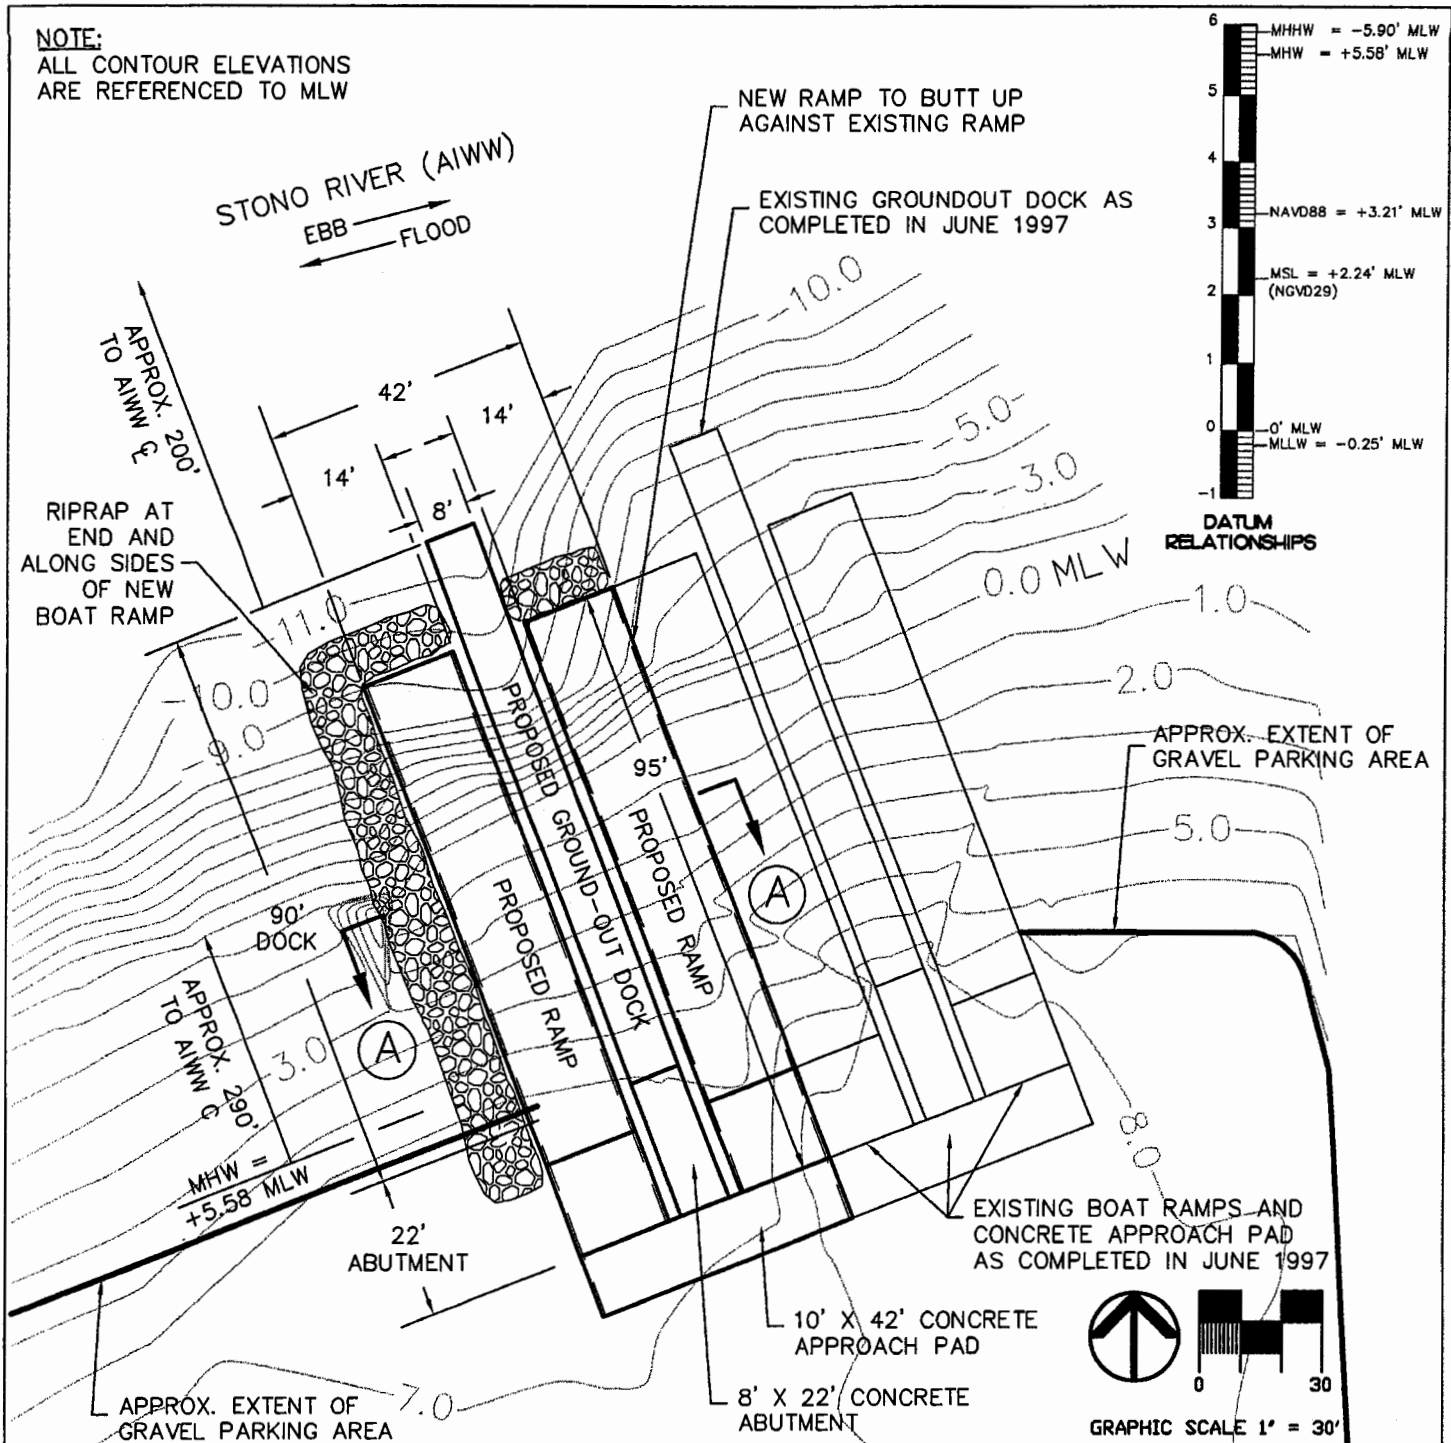 NOTE:
ALL CONTOUR ELEVATIONS
ARE REFERENCED TO MLW
STONO RIVER (AIWW)
EBB
FLOOD
NEW RAMP TO BUTT UP
AGAINST EXISTING RAMP
EXISTING GROUNDOUT DOCK AS
COMPLETED IN JUNE 1997
6
5
4
3
2
1
0
-1
MHHW = -5.90' MLW
MHW = +5.58' MLW
NAVD88 = +3.21' MLW
MSL = +2.24' MLW
(NGVD29)
0' MLW
MLLW = -0.25' MLW
DATUM
RELATIONSHIPS
APPROX. 200'
TO AIWW ℄
42'
14'
14'
8'
-10.0
-5.0
-3.0
0.0 MLW
1.0
2.0
5.0
8.0
RIPRAP AT
END AND
ALONG SIDES
OF NEW
BOAT RAMP
-11.0
-10.0
-9.0
3.0
7.0
PROPOSED RAMP
PROPOSED GROUND-OUT DOCK
PROPOSED RAMP
95'
A
A
90'
DOCK
APPROX. 290'
TO AIWW ℄
MHW =
+5.58 MLW
22'
ABUTMENT
APPROX. EXTENT OF
GRAVEL PARKING AREA
EXISTING BOAT RAMPS AND
CONCRETE APPROACH PAD
AS COMPLETED IN JUNE 1997
10' X 42' CONCRETE
APPROACH PAD
8' X 22' CONCRETE
ABUTMENT
APPROX. EXTENT OF
GRAVEL PARKING AREA
0 30
GRAPHIC SCALE 1" = 30'